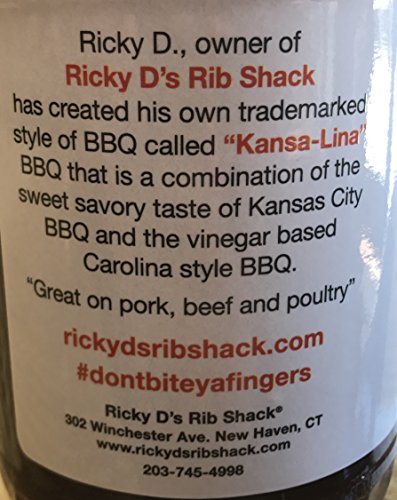 Ricky D., owner of
Ricky D's Rib Shack
has created his own trademarked
style of BBQ called "Kansa-Lina"
BBQ that is a combination of the
sweet savory taste of Kansas City
BBQ and the vinegar based
Carolina style BBQ.
"Great on pork, beef and poultry"
rickydsribshack.com
#dontbiteyafingers
Ricky D's Rib Shack®
302 Winchester Ave. New Haven, CT
www.rickydsribshack.com
203-745-4998